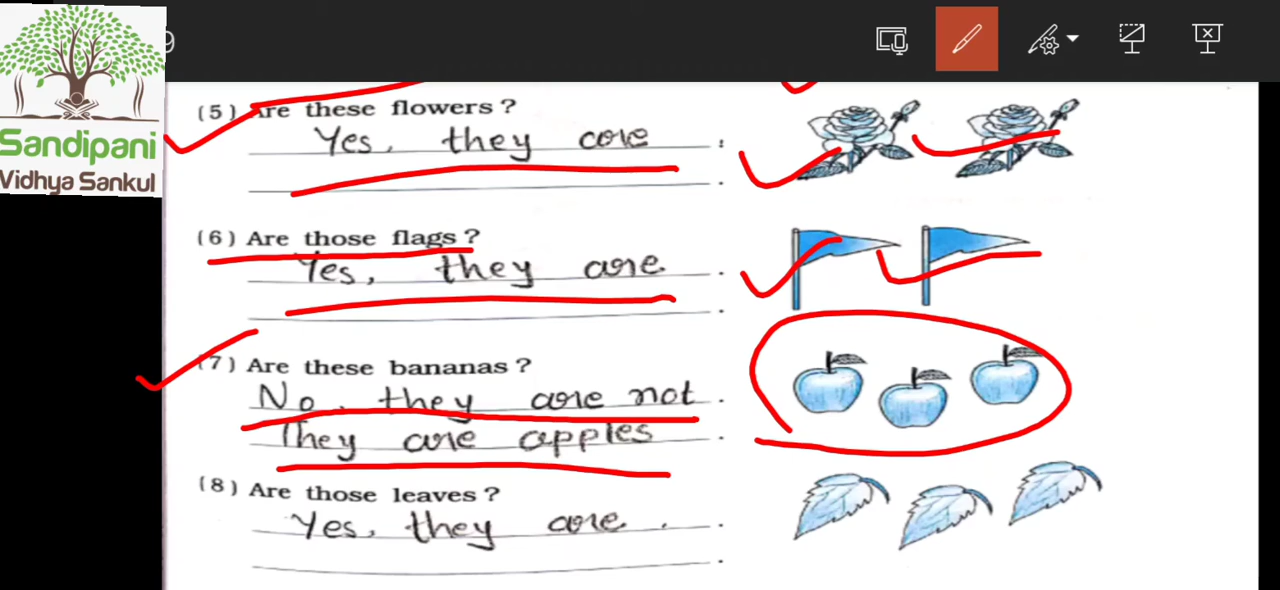 9
Sandipani
Vidhya Sankul
(5) Are these flowers ?
Yes, they are .
.
(6) Are those flags ?
Yes, they are .
.
(7) Are these bananas ?
No, they are not .
They are apples .
(8) Are those leaves ?
Yes, they are . .
.